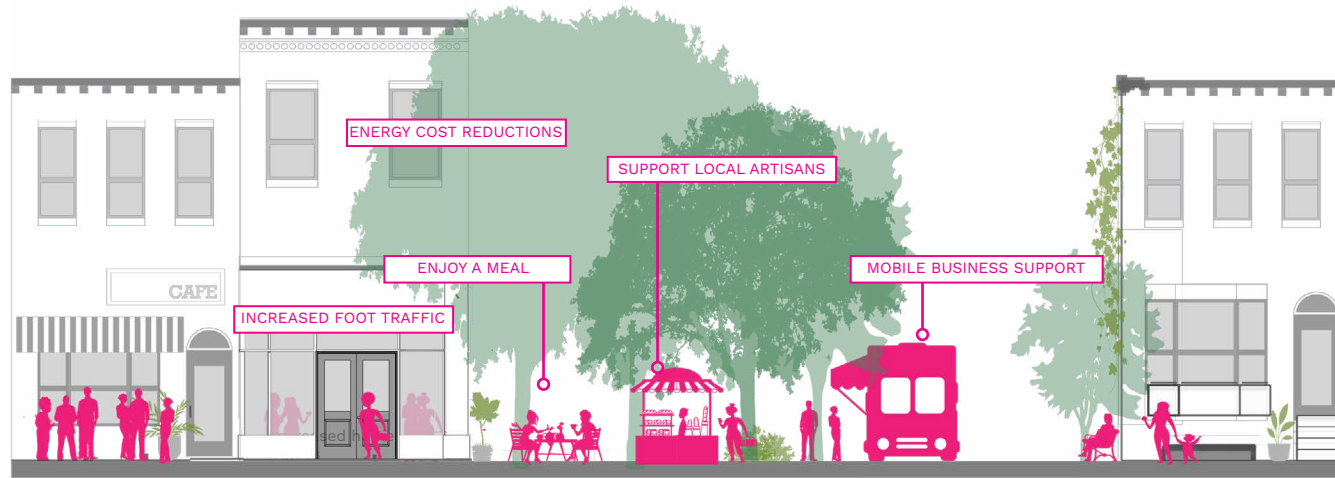 ENERGY COST REDUCTIONS
SUPPORT LOCAL ARTISANS
ENJOY A MEAL
MOBILE BUSINESS SUPPORT
CAFE
INCREASED FOOT TRAFFIC